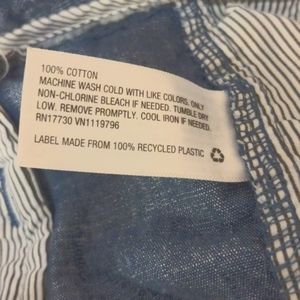 100% COTTON
MACHINE WASH COLD WITH LIKE COLORS. ONLY
NON-CHLORINE BLEACH IF NEEDED. TUMBLE DRY
LOW. REMOVE PROMPTLY. COOL IRON IF NEEDED.
RN17730 VN1119796
LABEL MADE FROM 100% RECYCLED PLASTIC